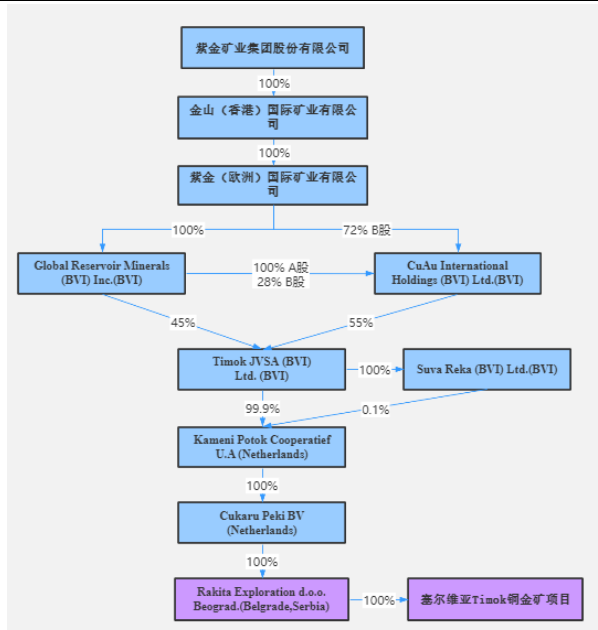 紫金矿业集团股份有限公司
100%
金山（香港）国际矿业有限公
司
100%
紫金（欧洲）国际矿业有限公
司
100%
72% B股
Global Reservoir Minerals
(BVI) Inc.(BVI)
100% A股
28% B股
CuAu International
Holdings (BVI) Ltd.(BVI)
45%
55%
Timok JVSA (BVI)
Ltd. (BVI)
100%
Suva Reka (BVI) Ltd.(BVI)
99.9%
0.1%
Kameni Potok Cooperatief
U.A (Netherlands)
100%
Cukaru Peki BV
(Netherlands)
100%
Rakita Exploration d.o.o.
Beograd.(Belgrade,Serbia)
100%
塞尔维亚Timok铜金矿项目